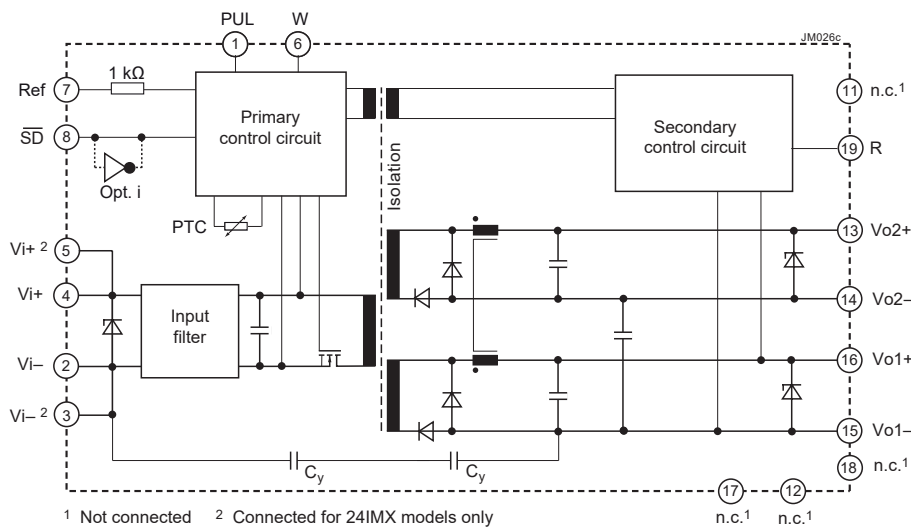 PUL W
JM026c
1 6
Ref 7 1 kΩ
11 n.c.1
Primary
control circuit
Secondary
control circuit
SD 8
19 R
Opt. i
Isolation
PTC
13 Vo2+
Vi+ 2 5
Vi+ 4
14 Vo2–
Input
filter
Vi– 2
16 Vo1+
Vi– 2 3
15 Vo1–
Cy Cy
18 n.c.1
17 12
n.c.1 n.c.1
1 Not connected 2 Connected for 24IMX models only